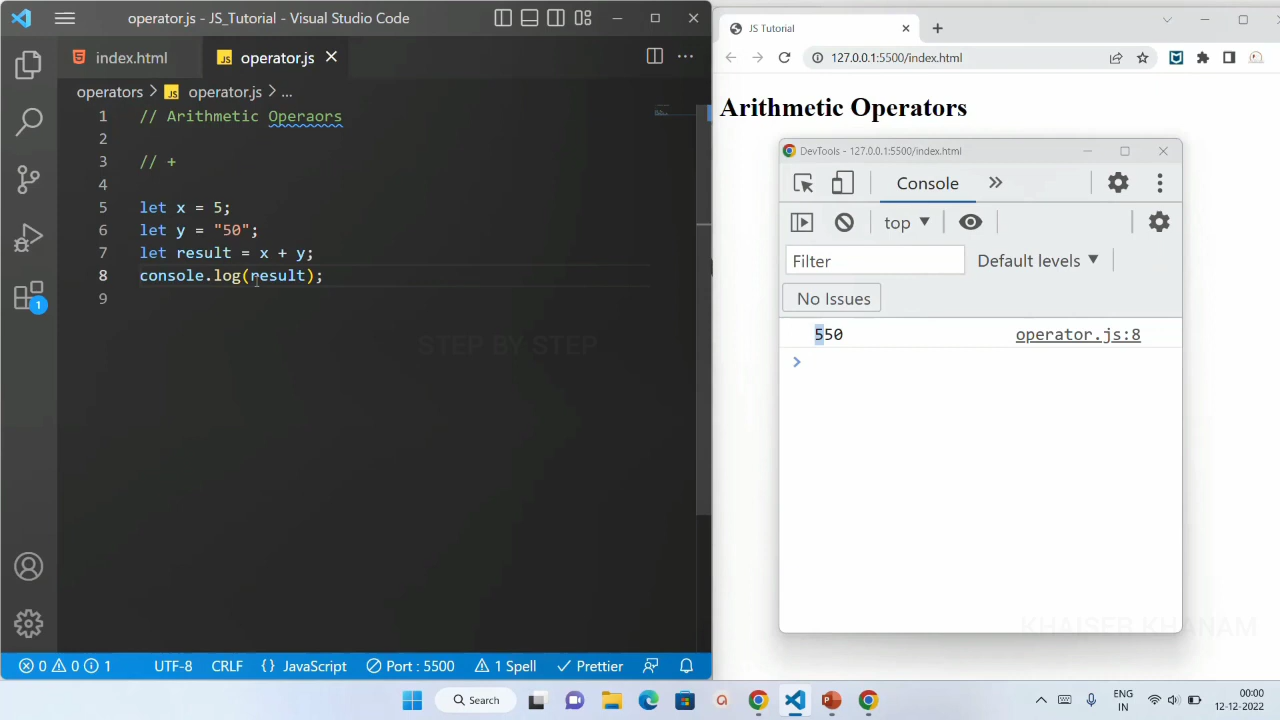 operator.js - JS_Tutorial - Visual Studio Code
index.html
JS operator.js
operators > JS operator.js > ...
1 // Arithmetic Operaors
2
3 // +
4
5 let x = 5;
6 let y = "50";
7 let result = x + y;
8 console.log(result);
9
1
STEP BY STEP
0 0 1 UTF-8 CRLF {} JavaScript Port : 5500 1 Spell Prettier
JS Tutorial
127.0.0.1:5500/index.html
Arithmetic Operators
DevTools - 127.0.0.1:5500/index.html
Console
top
Filter Default levels
No Issues
550 operator.js:8
>
KHAISER KHANAM
Search
ENG
IN
00:00
12-12-2022